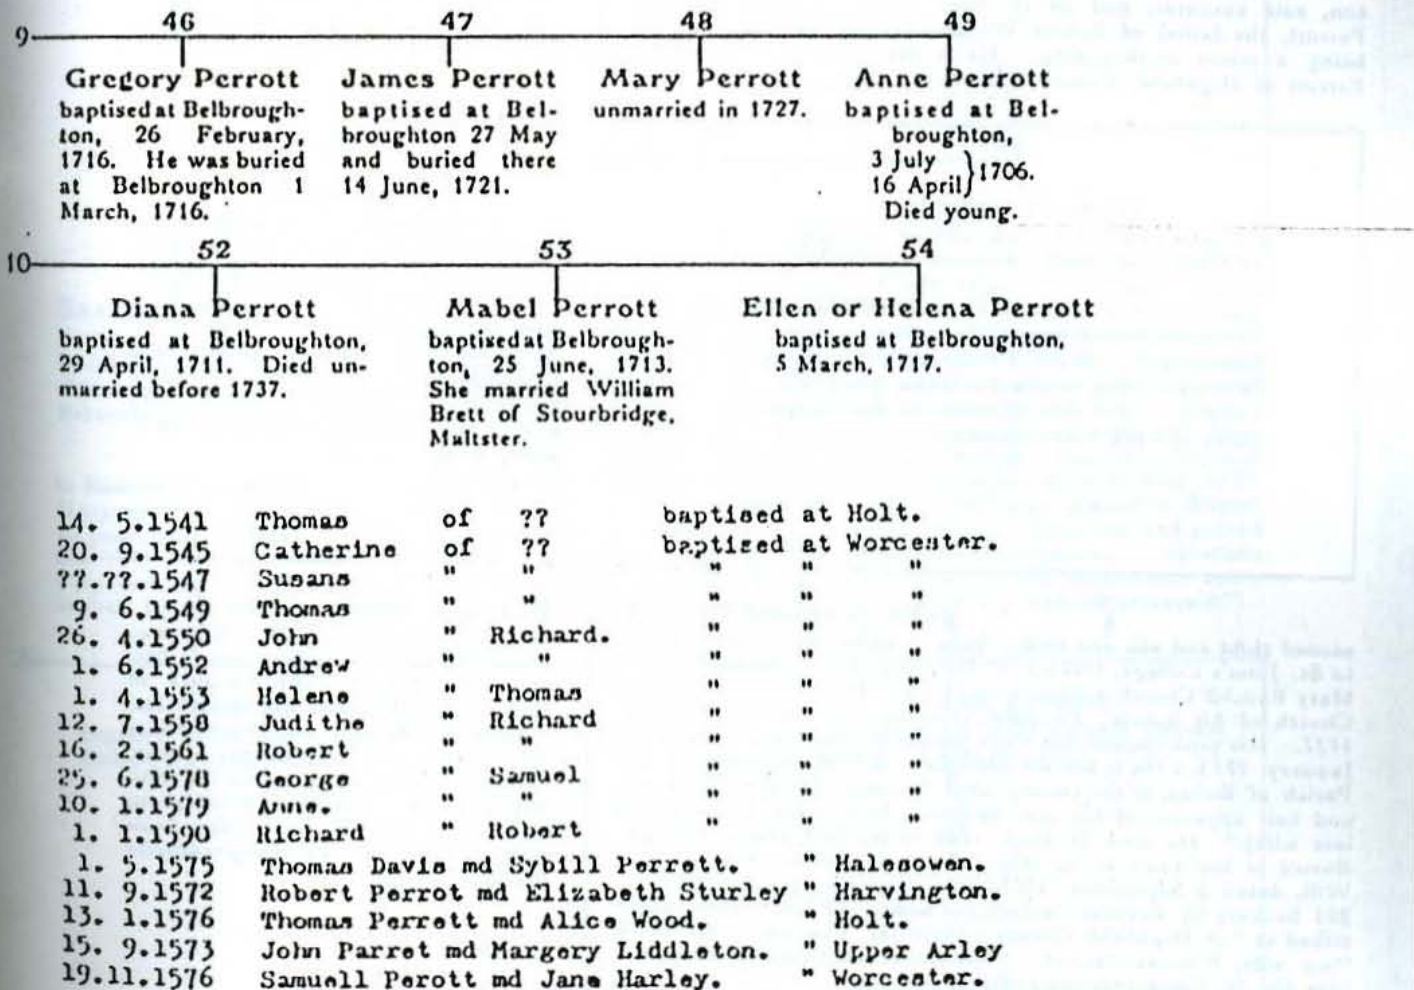 46 47 48 49
9
Gregory Perrott James Perrott Mary Perrott Anne Perrott
baptised at Belbrough- baptised at Bel- unmarried in 1727. baptised at Bel-
ton, 26 February, broughton 27 May broughton,
1716. He was buried and buried there 3 July
at Belbroughton 1 14 June, 1721. 16 April } 1706.
March, 1716. Died young.
52 53 54
10
Diana Perrott Mabel Perrott Ellen or Helena Perrott
baptised at Belbroughton, baptised at Belbrough- baptised at Belbroughton,
29 April, 1711. Died un- ton, 25 June, 1713. 5 March, 1717.
married before 1737. She married William
Brett of Stourbridge,
Maltster.
14. 5.1541 Thomas of ?? baptised at Holt.
20. 9.1545 Catherine of ?? baptized at Worcester.
??.??.1547 Susans " " " " "
9. 6.1549 Thomas " " " " "
26. 4.1550 John " Richard. " " "
1. 6.1552 Andrew " " " " "
1. 4.1553 Helene " Thomas " " "
12. 7.1558 Judithe " Richard " " "
16. 2.1561 Robert " " " " "
25. 6.1578 George " Samuel " " "
10. 1.1579 Anne. " " " " "
1. 1.1590 Richard " Robert " " "
1. 5.1575 Thomas Davis md Sybill Perrett. " Halesowen.
11. 9.1572 Robert Perrot md Elizabeth Sturley " Harvington.
13. 1.1576 Thomas Perrett md Alice Wood. " Holt.
15. 9.1573 John Parret md Margery Liddleton. " Upper Arley
19.11.1576 Samuell Perott md Jane Harley. " Worcester.